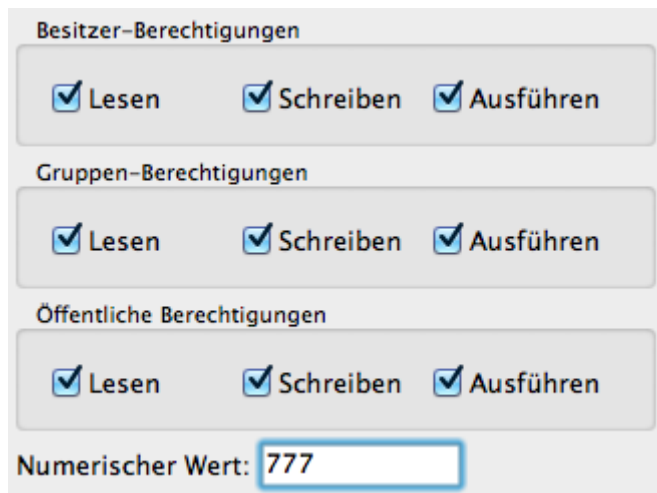 Besitzer-Berechtigungen
Lesen Schreiben Ausführen
Gruppen-Berechtigungen
Lesen Schreiben Ausführen
Öffentliche Berechtigungen
Lesen Schreiben Ausführen
Numerischer Wert: 777